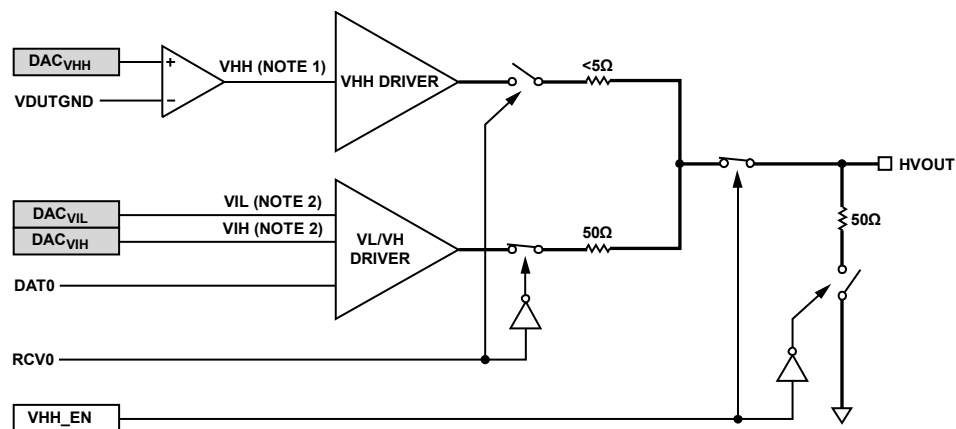 <5Ω
DAC_VHH
VHH (NOTE 1)
+
VHH DRIVER
VDUTGND
–
HVOUT
DAC_VIL
VIL (NOTE 2)
50Ω
50Ω
DAC_VIH
VIH (NOTE 2)
VL/VH
DRIVER
DAT0
RCV0
VHH_EN